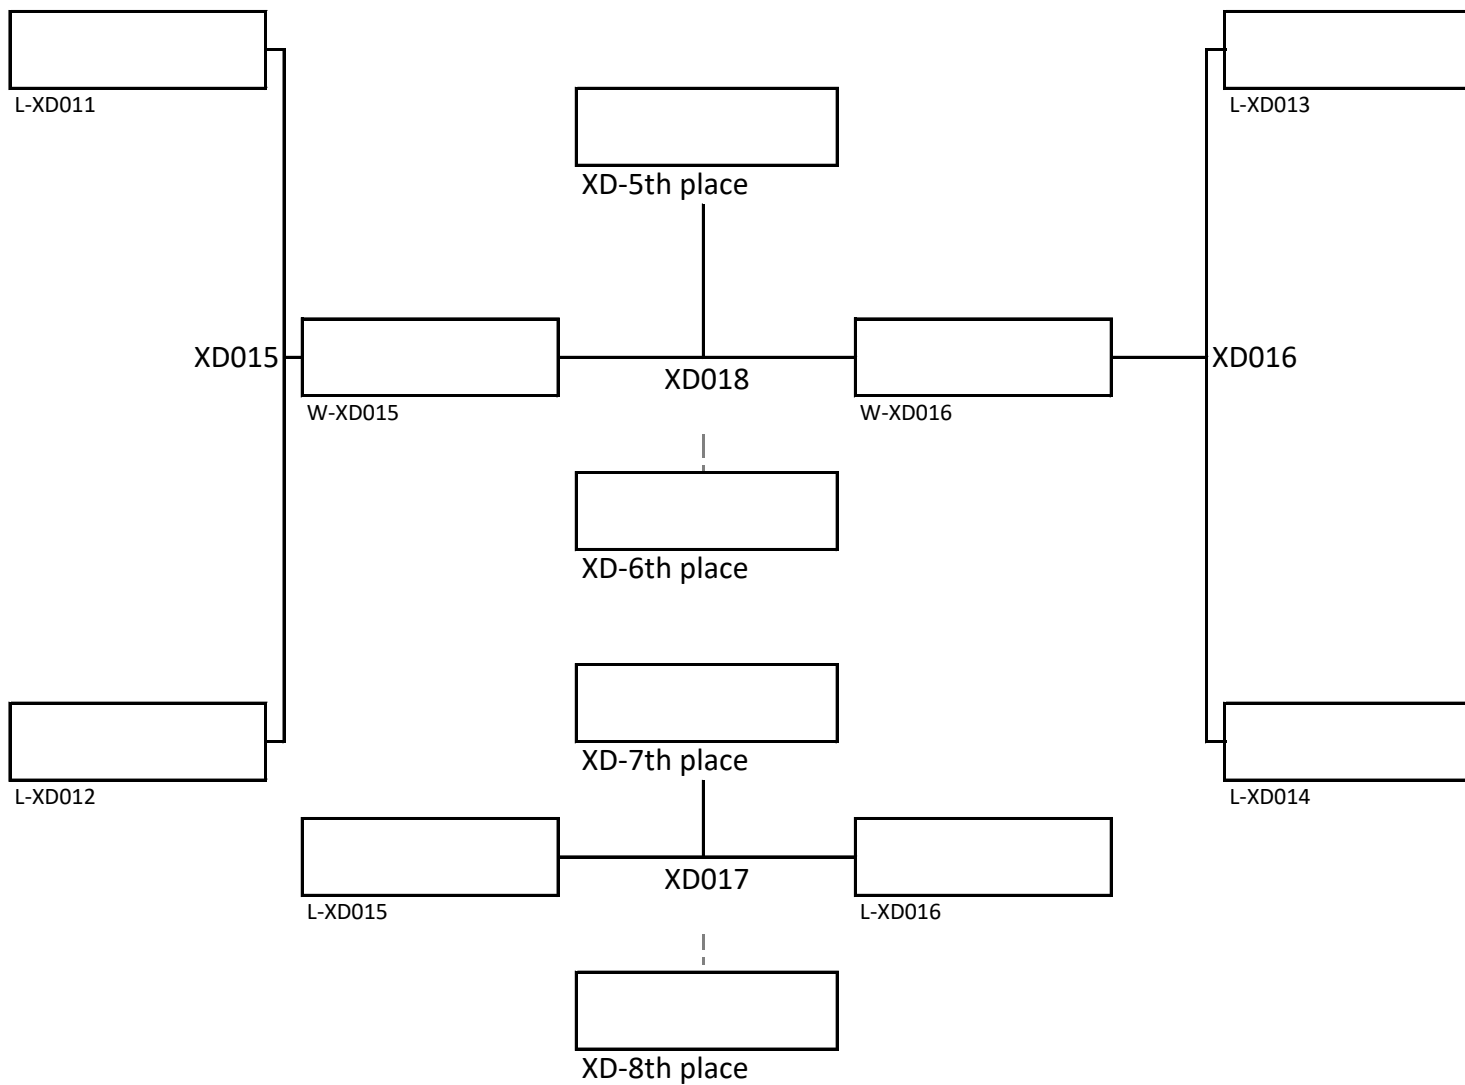 L-XD011
L-XD013
XD-5th place
XD015
XD018
XD016
W-XD015
W-XD016
XD-6th place
XD-7th place
L-XD012
L-XD014
XD017
L-XD015
L-XD016
XD-8th place